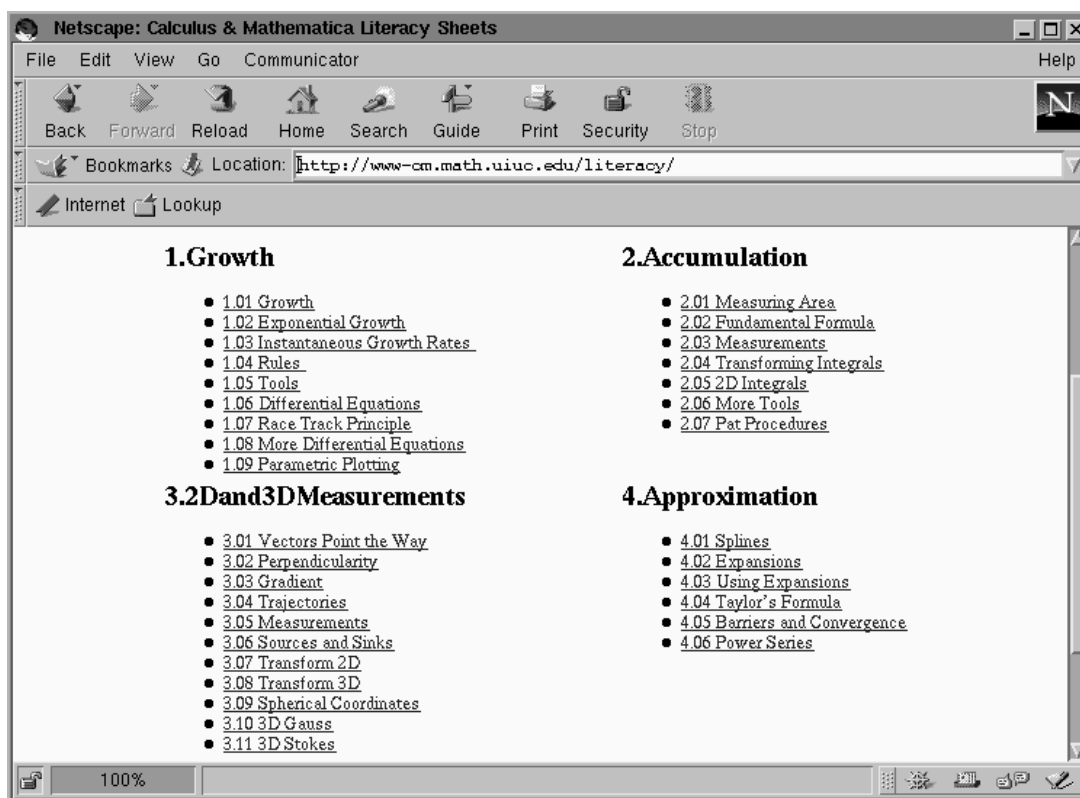 Netscape: Calculus & Mathematica Literacy Sheets
File Edit View Go Communicator Help
Back Forward Reload Home Search Guide Print Security Stop
N
Bookmarks Location: http://www-cm.math.uiuc.edu/literacy/
Internet Lookup
1.Growth
1.01 Growth
1.02 Exponential Growth
1.03 Instantaneous Growth Rates
1.04 Rules
1.05 Tools
1.06 Differential Equations
1.07 Race Track Principle
1.08 More Differential Equations
1.09 Parametric Plotting
2.Accumulation
2.01 Measuring Area
2.02 Fundamental Formula
2.03 Measurements
2.04 Transforming Integrals
2.05 2D Integrals
2.06 More Tools
2.07 Pat Procedures
3.2Dand3DMeasurements
3.01 Vectors Point the Way
3.02 Perpendicularity
3.03 Gradient
3.04 Trajectories
3.05 Measurements
3.06 Sources and Sinks
3.07 Transform 2D
3.08 Transform 3D
3.09 Spherical Coordinates
3.10 3D Gauss
3.11 3D Stokes
4.Approximation
4.01 Splines
4.02 Expansions
4.03 Using Expansions
4.04 Taylor's Formula
4.05 Barriers and Convergence
4.06 Power Series
100%